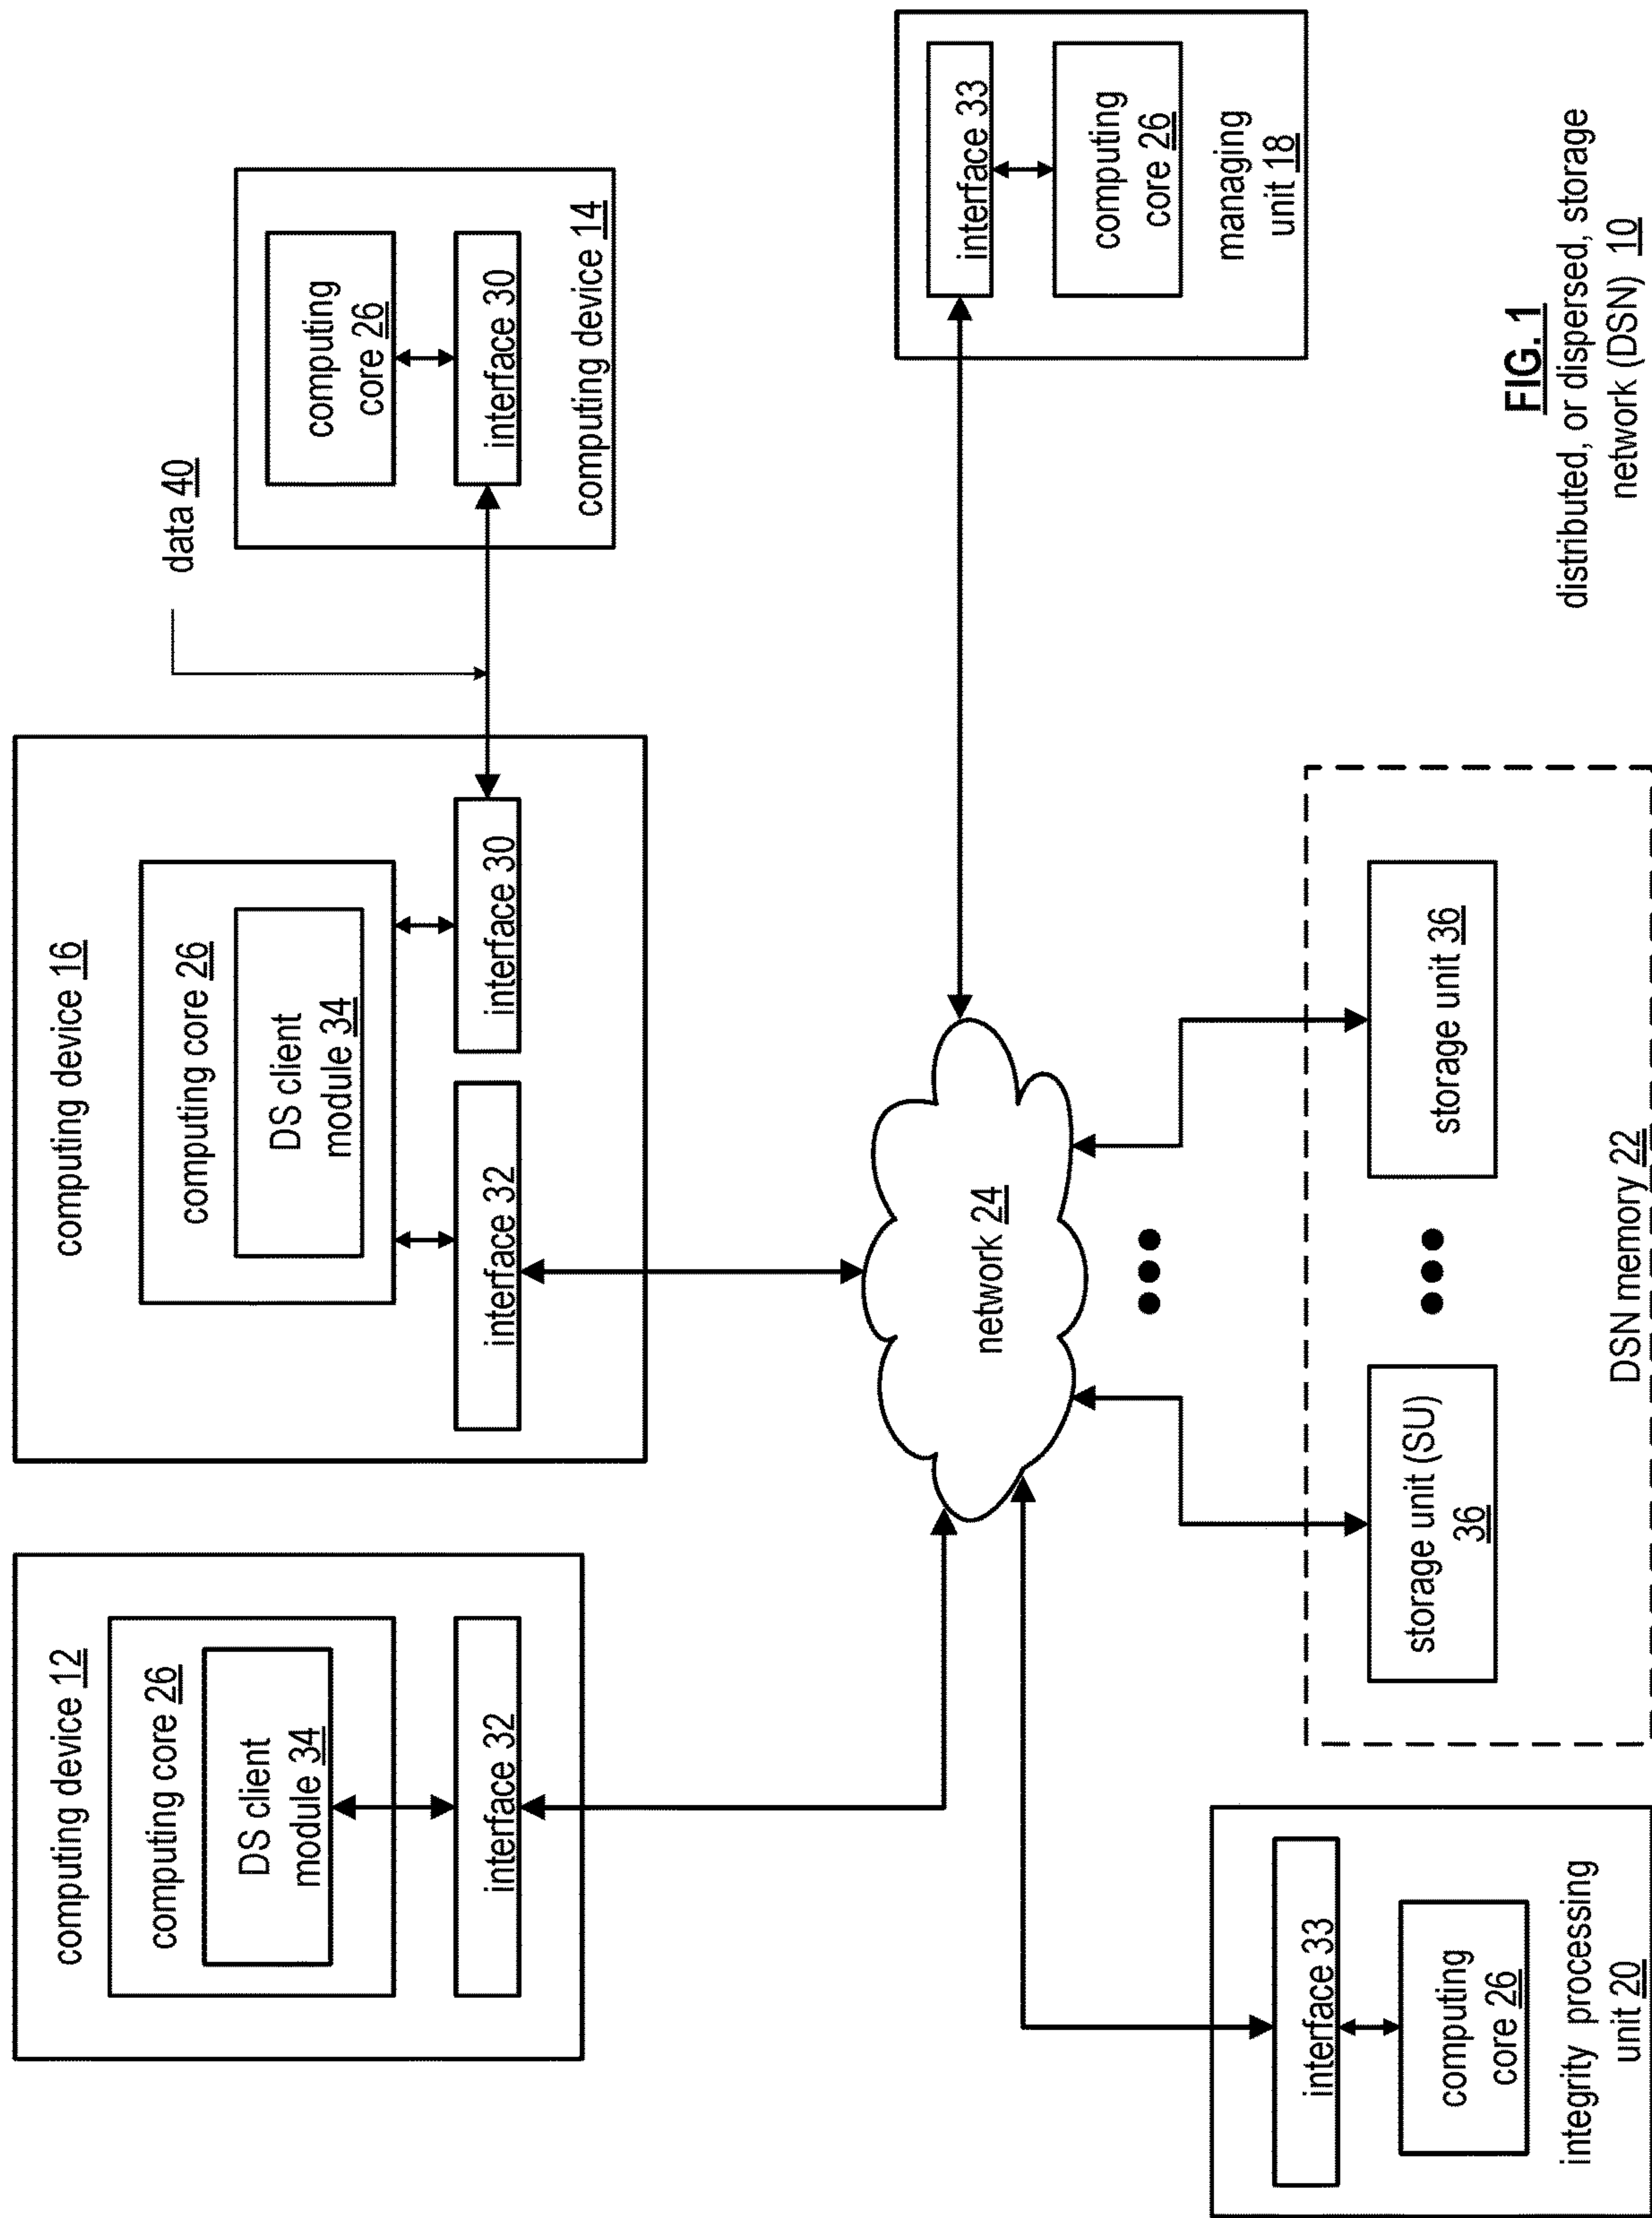 computing device 12
computing core 26
DS client
module 34
interface 32
computing device 16
computing core 26
DS client
module 34
interface 32
interface 30
data 40
computing
core 26
interface 30
computing device 14
network 24
interface 33
computing
core 26
managing
unit 18
interface 33
computing
core 26
integrity processing
unit 20
storage unit (SU)
36
storage unit 36
DSN memory 22
FIG. 1
distributed, or dispersed, storage
network (DSN) 10